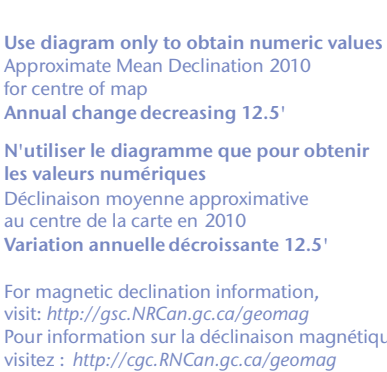 Use diagram only to obtain numeric values
Approximate Mean Declination 2010
for centre of map
Annual change decreasing 12.5'
N'utiliser le diagramme que pour obtenir
les valeurs numériques
Déclinaison moyenne approximative
au centre de la carte en 2010
Variation annuelle décroissante 12.5'
For magnetic declination information,
visit: http://gsc.NRCan.gc.ca/geomag
Pour information sur la déclinaison magnétiqu
visitez : http://cgc.RNCan.gc.ca/geomag